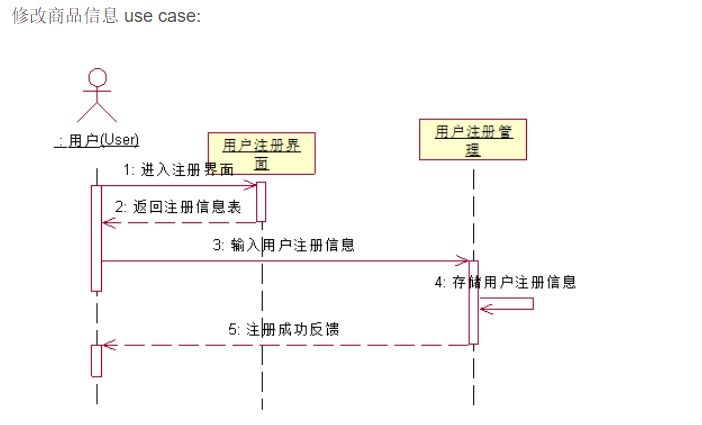 修改商品信息 use case:
: 用户(User)
用户注册界
面
用户注册管
理
1: 进入注册界面
2: 返回注册信息表
3: 输入用户注册信息
4: 存储用户注册信息
5: 注册成功反馈